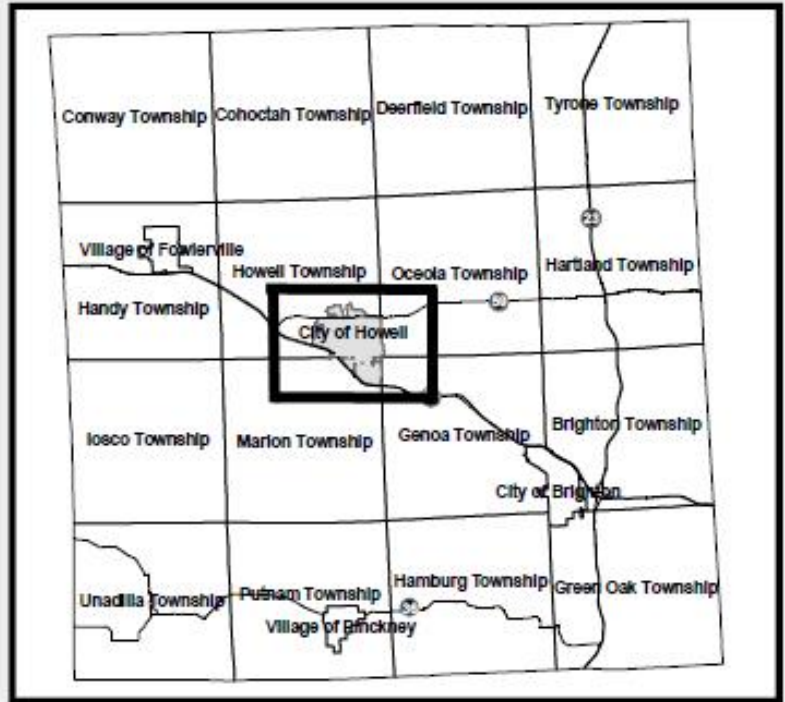 Conway Township
Cohoctah Township
Deerfield Township
Tyrone Township
23
Village of Fowlerville
Howell Township
Oceola Township
Hartland Township
Handy Township
City of Howell
Iosco Township
Marion Township
Genoa Township
Brighton Township
City of Brighton
Unadilla Township
Putnam Township
Hamburg Township
Green Oak Township
Village of Pinckney